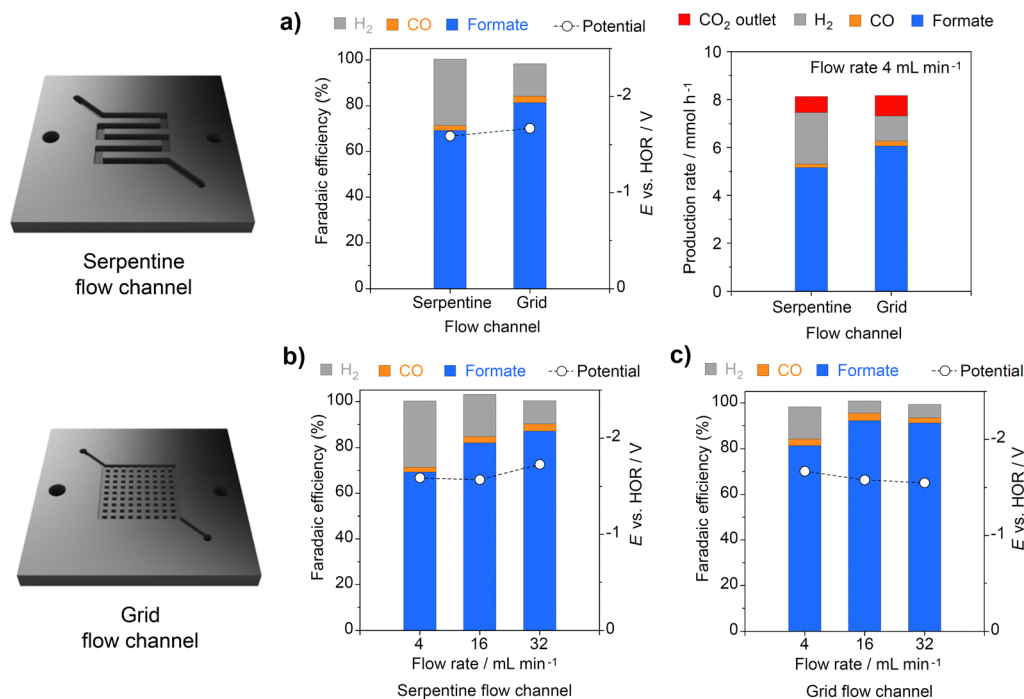 Serpentine
flow channel
Grid
flow channel
a)
H₂ CO Formate Potential
Faradaic efficiency (%)
100
80
60
40
20
0
-2
-1
0
E vs. HOR / V
Serpentine Grid
Flow channel
CO₂ outlet H₂ CO Formate
Flow rate 4 mL min⁻¹
Production rate / mmol h⁻¹
10
8
6
4
2
0
Serpentine Grid
Flow channel
b)
H₂ CO Formate Potential
Faradaic efficiency (%)
100
80
60
40
20
0
-2
-1
0
E vs. HOR / V
4 16 32
Flow rate / mL min⁻¹
Serpentine flow channel
c)
H₂ CO Formate Potential
Faradaic efficiency (%)
100
80
60
40
20
0
-2
-1
0
E vs. HOR / V
4 16 32
Flow rate / mL min⁻¹
Grid flow channel